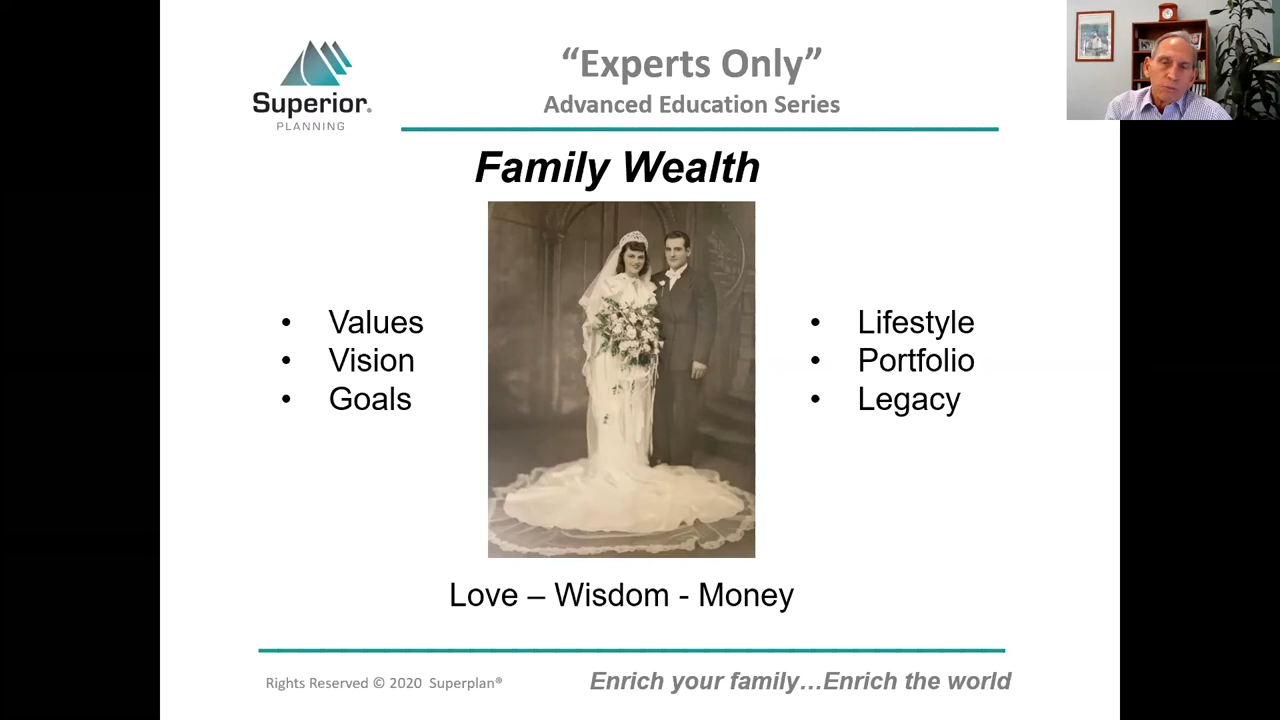 Superior®
PLANNING
“Experts Only”
Advanced Education Series
Family Wealth
• Values
• Vision
• Goals
• Lifestyle
• Portfolio
• Legacy
Love – Wisdom - Money
Rights Reserved © 2020 Superplan®
Enrich your family…Enrich the world